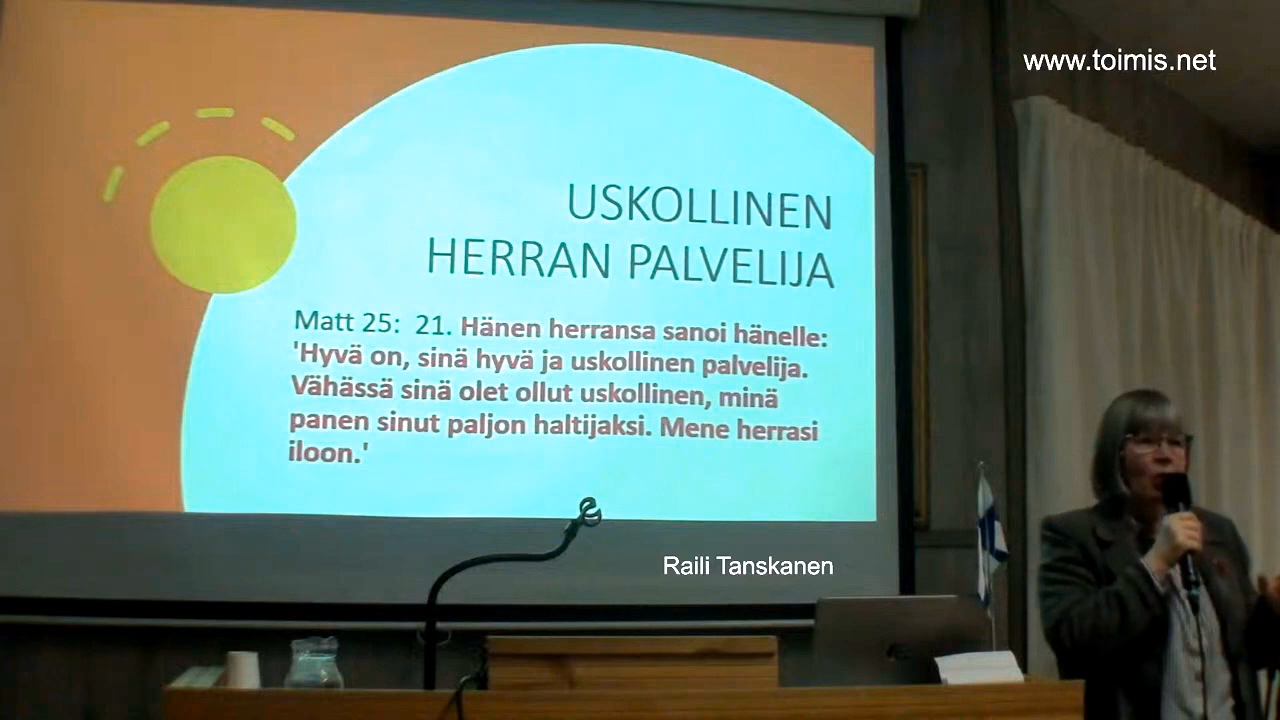 www.toimis.net
USKOLLINEN
HERRAN PALVELIJA
Matt 25: 21. Hänen herransa sanoi hänelle:
'Hyvä on, sinä hyvä ja uskollinen palvelija.
Vähässä sinä olet ollut uskollinen, minä
panen sinut paljon haltijaksi. Mene herrasi
iloon.'
Raili Tanskanen